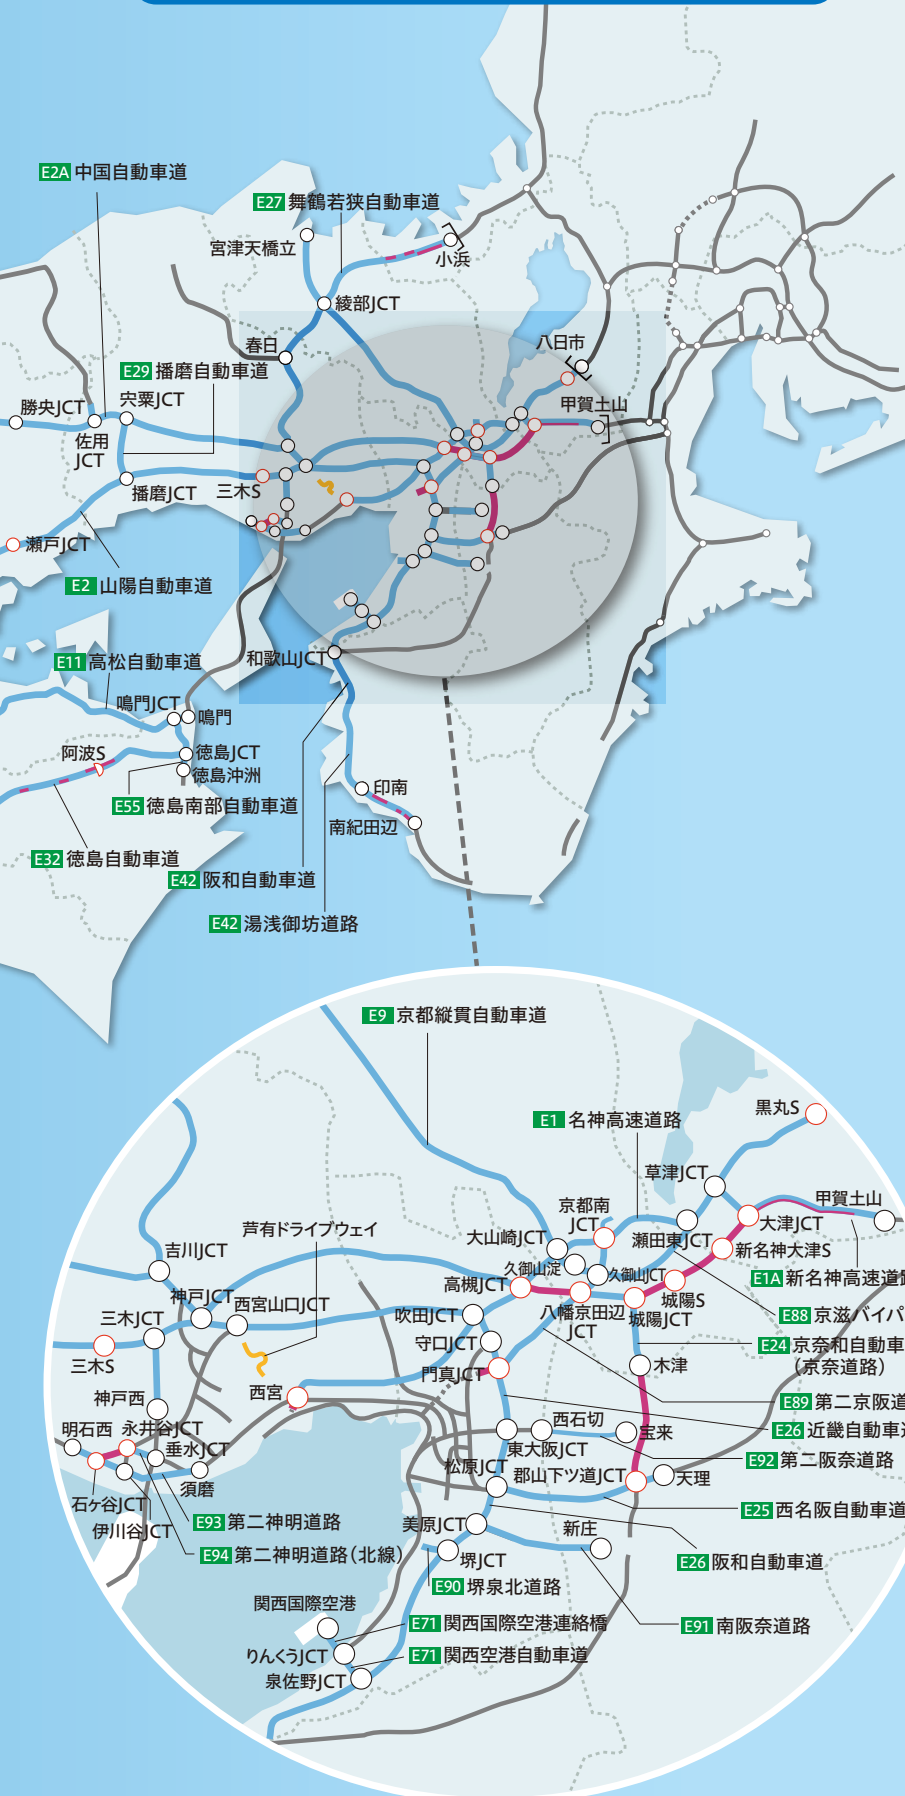 E2A 中国自動車道
E27 舞鶴若狭自動車道
宮津天橋立
小浜
綾部JCT
春日
八日市
E29 播磨自動車道
勝央JCT
宍粟JCT
甲賀土山
佐用
JCT
播磨JCT
三木S
瀬戸JCT
E2 山陽自動車道
E11 高松自動車道
和歌山JCT
鳴門JCT
鳴門
阿波S
徳島JCT
徳島沖洲
印南
E55 徳島南部自動車道
南紀田辺
E32 徳島自動車道
E42 阪和自動車道
E42 湯浅御坊道路
E9 京都縦貫自動車道
黒丸S
E1 名神高速道路
草津JCT
京都南
JCT
甲賀土山
芦有ドライブウェイ
大山崎JCT
瀬田東JCT
大津JCT
吉川JCT
久御山淀
久御山JCT
新名神大津S
高槻JCT
E1A 新名神高速道
神戸JCT
西宮山口JCT
城陽S
三木JCT
吹田JCT
八幡京田辺
JCT
城陽JCT
E88 京滋バイパ
守口JCT
E24 京奈和自動車
(京奈道路)
三木S
門真JCT
木津
神戸西
西宮
E89 第二京阪道
明石西
永井谷JCT
西石切
宝来
E26 近畿自動車
垂水JCT
東大阪JCT
E92 第二阪奈道路
松原JCT
郡山下ツ道JCT
天理
須磨
石ヶ谷JCT
E25 西名阪自動車道
伊川谷JCT
E93 第二神明道路
美原JCT
新庄
E94 第二神明道路(北線)
堺JCT
E26 阪和自動車道
E90 堺泉北道路
関西国際空港
E71 関西国際空港連絡橋
E91 南阪奈道路
りんくうJCT
E71 関西空港自動車道
泉佐野JCT